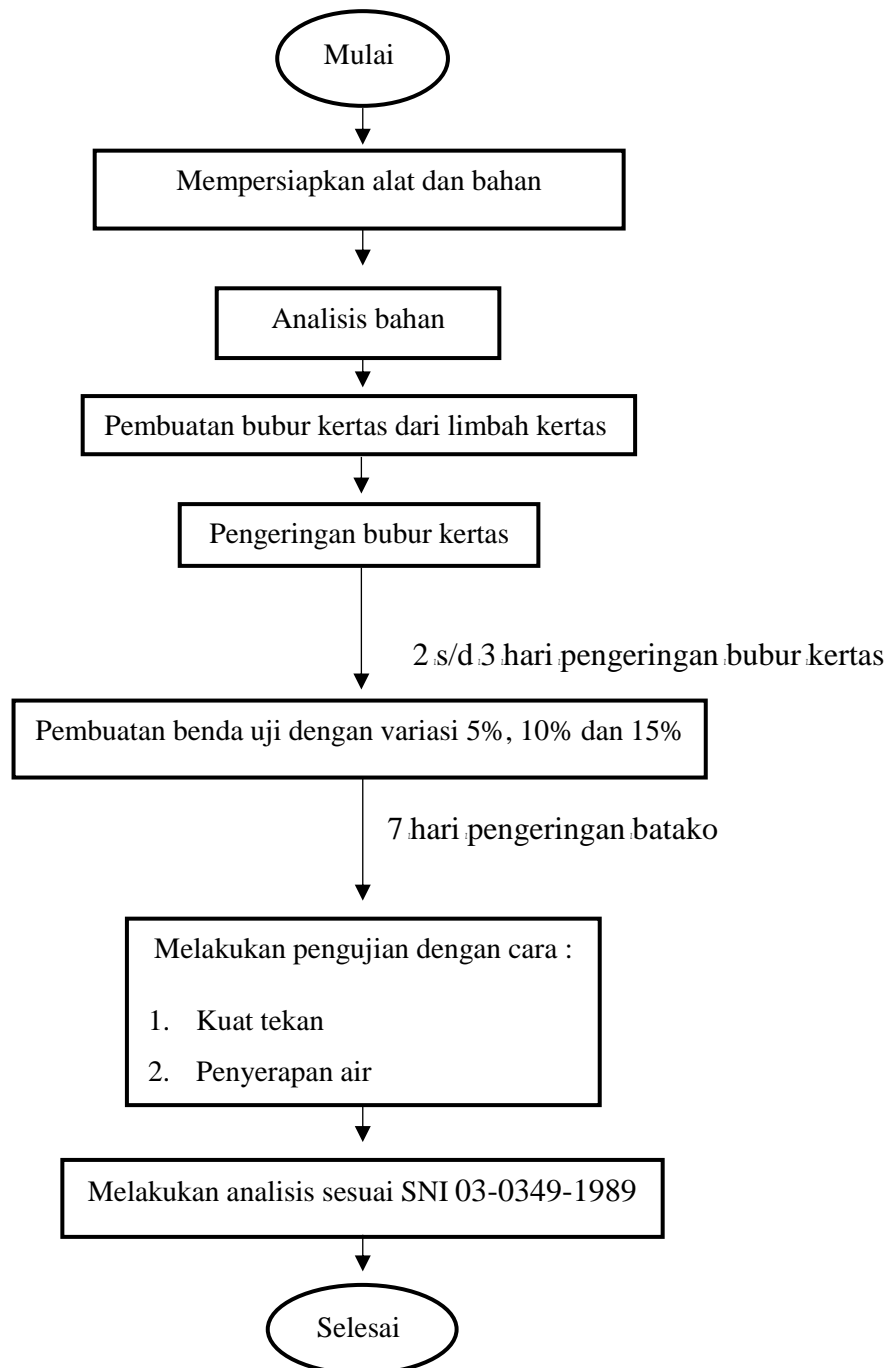 Mulai
Mempersiapkan alat dan bahan
Analisis bahan
Pembuatan bubur kertas dari limbah kertas
Pengeringan bubur kertas
2 s/d 3 hari pengeringan bubur kertas
Pembuatan benda uji dengan variasi 5%, 10% dan 15%
7 hari pengeringan batako
Melakukan pengujian dengan cara :
1. Kuat tekan
2. Penyerapan air
Melakukan analisis sesuai SNI 03-0349-1989
Selesai